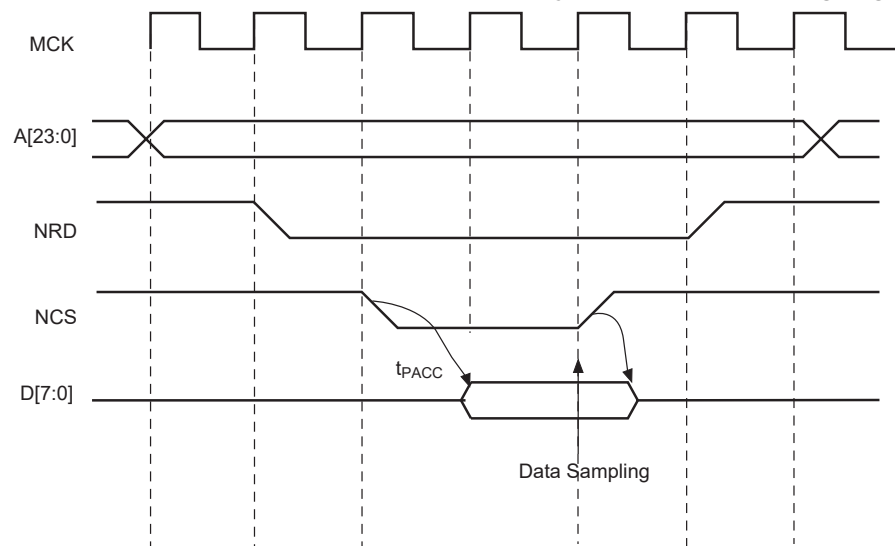 MCK
A[23:0]
NRD
NCS
tPACC
D[7:0]
Data Sampling